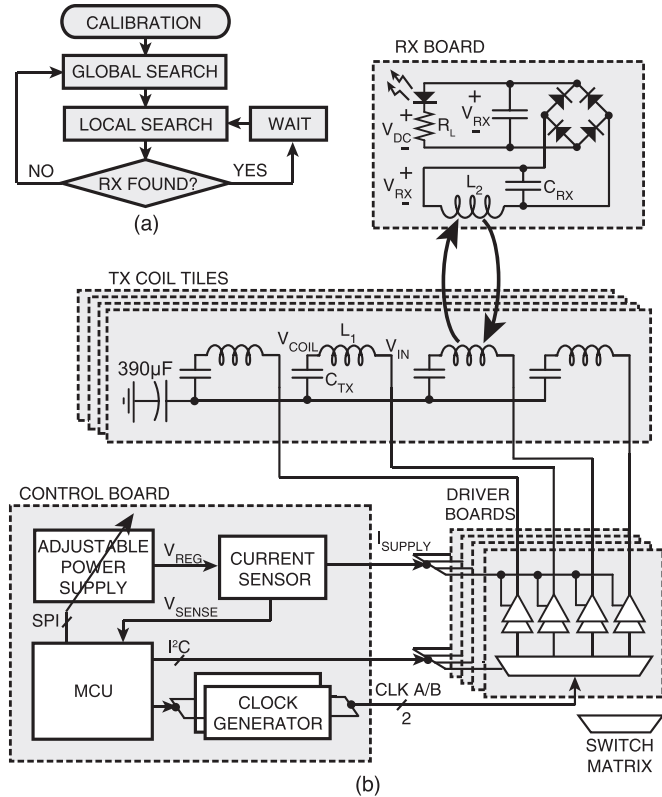 CALIBRATION
GLOBAL SEARCH
LOCAL SEARCH
WAIT
NO
YES
RX FOUND?
(a)
RX BOARD
+
V_DC
-
R_L
+
V_RX
-
+
V_RX
-
L_2
C_RX
TX COIL TILES
390µF
V_COIL
L_1
V_IN
C_TX
CONTROL BOARD
ADJUSTABLE
POWER
SUPPLY
V_REG
CURRENT
SENSOR
I_SUPPLY
DRIVER
BOARDS
SPI
V_SENSE
MCU
I²C
CLOCK
GENERATOR
CLK A/B
2
SWITCH
MATRIX
(b)